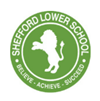 SHEFFORD LOWER SCHOOL
BELIEVE - ACHIEVE - SUCCEED